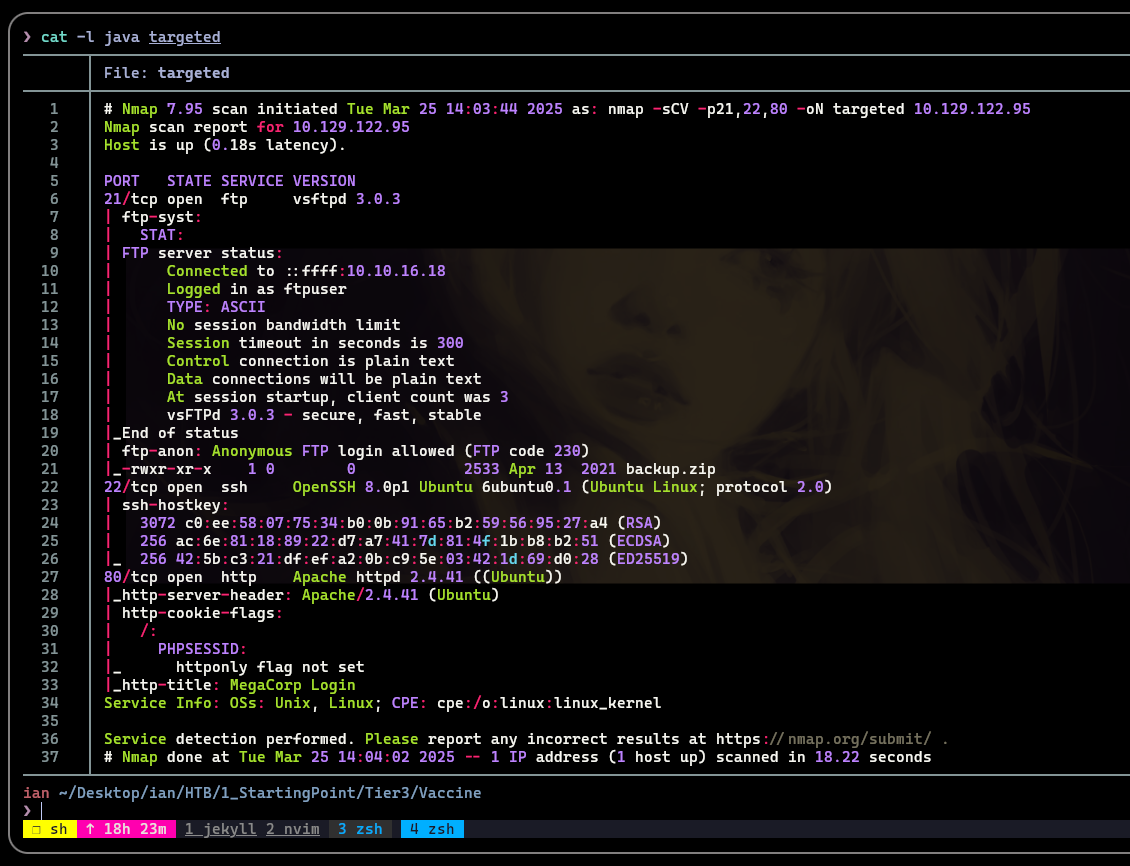 ❯ cat -l java targeted
File: targeted
1 # Nmap 7.95 scan initiated Tue Mar 25 14:03:44 2025 as: nmap -sCV -p21,22,80 -oN targeted 10.129.122.95
2 Nmap scan report for 10.129.122.95
3 Host is up (0.18s latency).
4
5 PORT   STATE SERVICE VERSION
6 21/tcp open  ftp     vsftpd 3.0.3
7 | ftp-syst:
8 |   STAT:
9 | FTP server status:
10 |      Connected to ::ffff:10.10.16.18
11 |      Logged in as ftpuser
12 |      TYPE: ASCII
13 |      No session bandwidth limit
14 |      Session timeout in seconds is 300
15 |      Control connection is plain text
16 |      Data connections will be plain text
17 |      At session startup, client count was 3
18 |      vsFTPd 3.0.3 - secure, fast, stable
19 |_End of status
20 | ftp-anon: Anonymous FTP login allowed (FTP code 230)
21 |_-rwxr-xr-x    1 0        0            2533 Apr 13  2021 backup.zip
22 22/tcp open  ssh     OpenSSH 8.0p1 Ubuntu 6ubuntu0.1 (Ubuntu Linux; protocol 2.0)
23 | ssh-hostkey:
24 |   3072 c0:ee:58:07:75:34:b0:0b:91:65:b2:59:56:95:27:a4 (RSA)
25 |   256 ac:6e:81:18:89:22:d7:a7:41:7d:81:4f:1b:b8:b2:51 (ECDSA)
26 |_  256 42:5b:c3:21:df:ef:a2:0b:c9:5e:03:42:1d:69:d0:28 (ED25519)
27 80/tcp open  http    Apache httpd 2.4.41 ((Ubuntu))
28 |_http-server-header: Apache/2.4.41 (Ubuntu)
29 | http-cookie-flags:
30 |   /:
31 |     PHPSESSID:
32 |_      httponly flag not set
33 |_http-title: MegaCorp Login
34 Service Info: OSs: Unix, Linux; CPE: cpe:/o:linux:linux_kernel
35
36 Service detection performed. Please report any incorrect results at https://nmap.org/submit/ .
37 # Nmap done at Tue Mar 25 14:04:02 2025 -- 1 IP address (1 host up) scanned in 18.22 seconds
ian ~/Desktop/ian/HTB/1_StartingPoint/Tier3/Vaccine
❯
❐ sh ↑ 18h 23m 1 jekyll 2 nvim 3 zsh 4 zsh